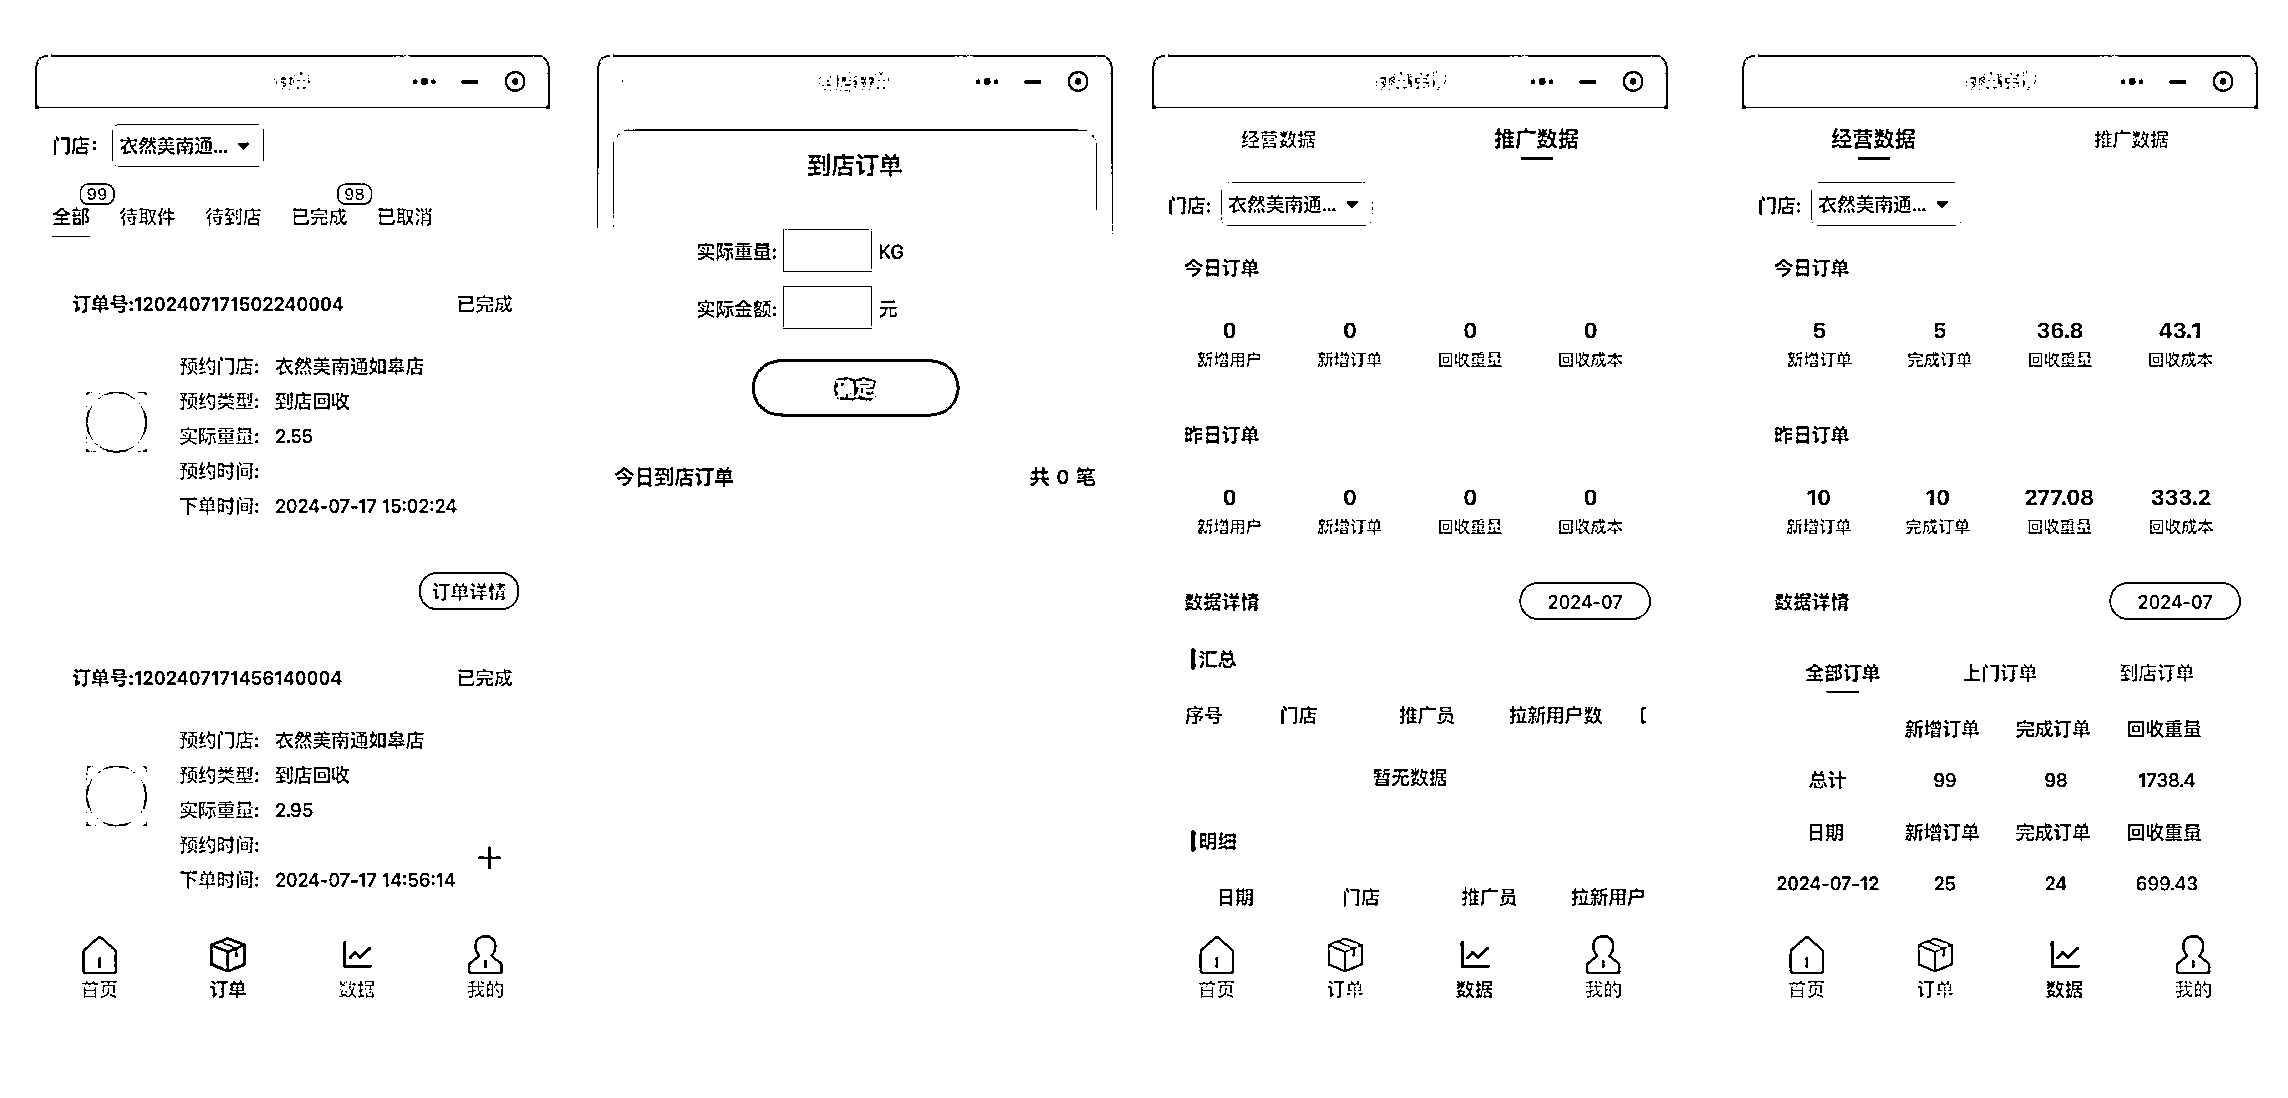 门店：
衣然美南通...
99
98
全部
待取件
待到店
已完成
已取消
订单号:1202407171502240004
已完成
预约门店: 衣然美南通如皋店
预约类型: 到店回收
实际重量: 2.55
预约时间:
下单时间: 2024-07-17 15:02:24
订单详情
订单号:1202407171456140004
已完成
预约门店: 衣然美南通如皋店
预约类型: 到店回收
实际重量: 2.95
预约时间:
下单时间: 2024-07-17 14:56:14
首页
订单
数据
我的
到店订单
实际重量: KG
实际金额: 元
确定
今日到店订单
共 0 笔
经营数据
推广数据
门店:
衣然美南通...
今日订单
0 0 0 0
新增用户 新增订单 回收重量 回收成本
昨日订单
0 0 0 0
新增用户 新增订单 回收重量 回收成本
数据详情
2024-07
汇总
序号 门店 推广员 拉新用户数
暂无数据
明细
日期 门店 推广员 拉新用户
首页
订单
数据
我的
经营数据
推广数据
门店:
衣然美南通...
今日订单
5 5 36.8 43.1
新增订单 完成订单 回收重量 回收成本
昨日订单
10 10 277.08 333.2
新增订单 完成订单 回收重量 回收成本
数据详情
2024-07
全部订单 上门订单 到店订单
新增订单 完成订单 回收重量
总计 99 98 1738.4
日期 新增订单 完成订单 回收重量
2024-07-12 25 24 699.43
首页
订单
数据
我的